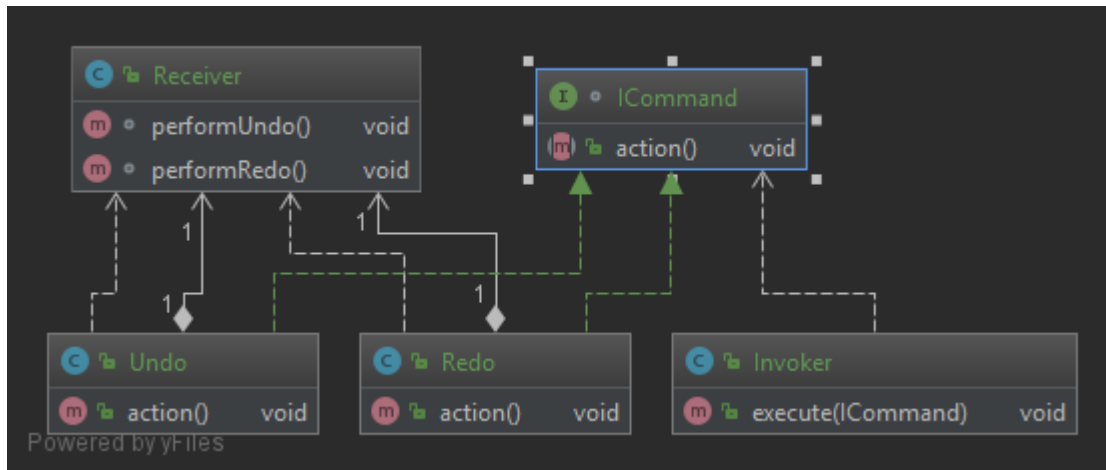 Receiver
performUndo() void
performRedo() void
ICommand
action() void
1
1
1
1
Undo
action() void
Redo
action() void
Invoker
execute(ICommand) void
Powered by yFiles